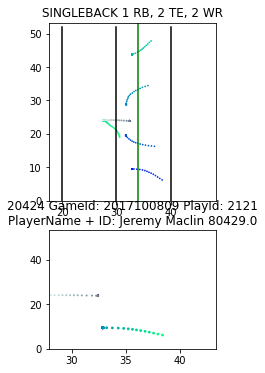 SINGLEBACK 1 RB, 2 TE, 2 WR
50
40
30
20
10
0
20 30 40
20424 GameId: 2017100809 PlayId: 2121
PlayerName + ID: Jeremy Maclin 80429.0
40
20
0
30 35 40